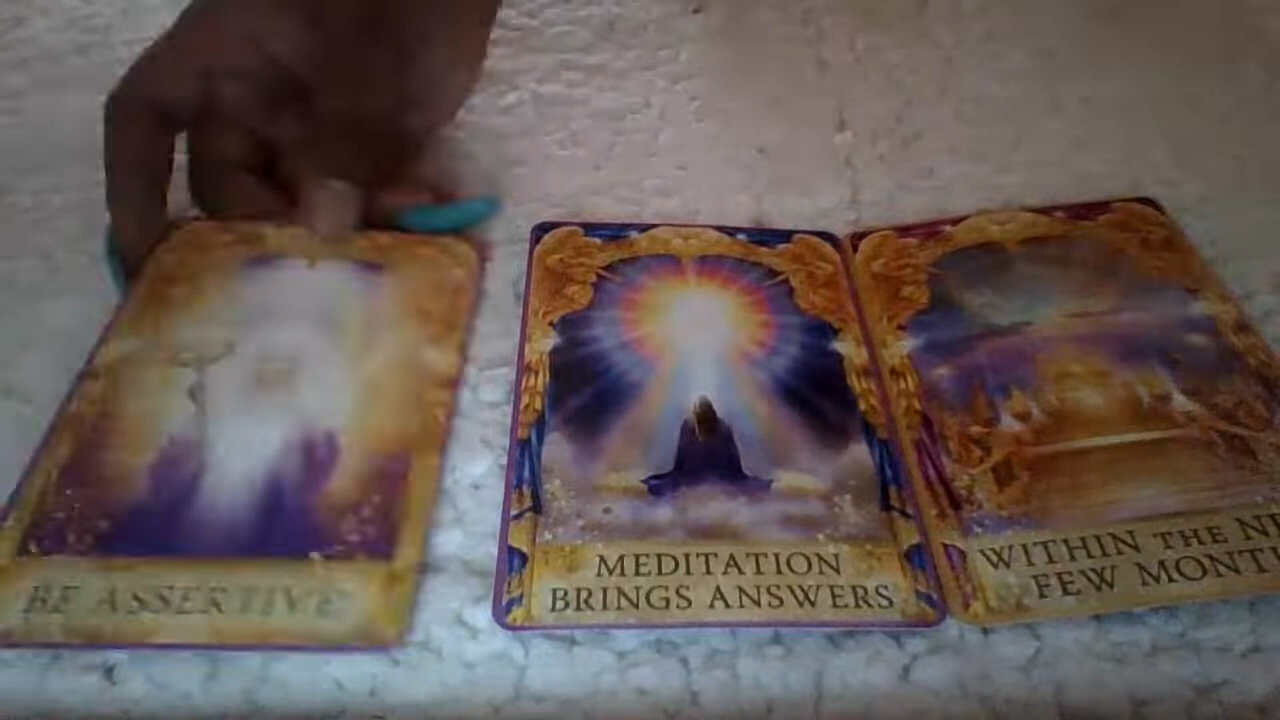 BE ASSERTIVE
MEDITATION
BRINGS ANSWERS
WITHIN THE
FEW